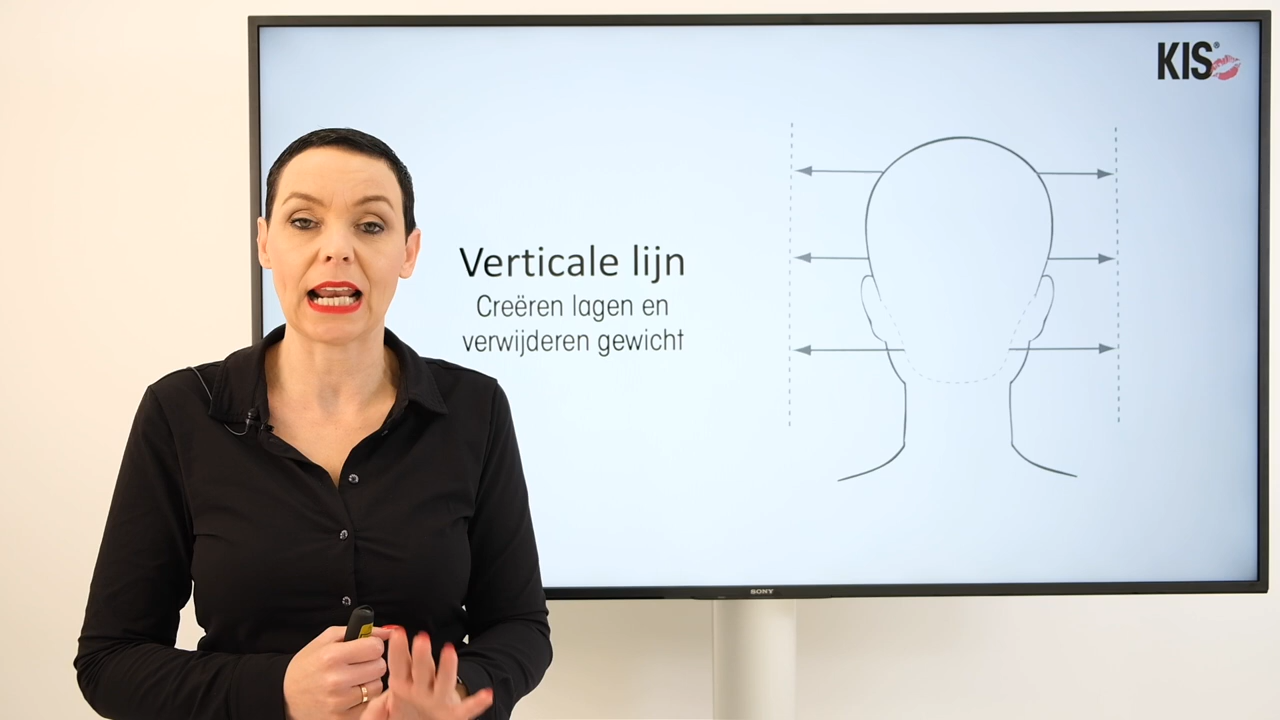 KIS®
Verticale lijn
Creëren lagen en
verwijderen gewicht
SONY